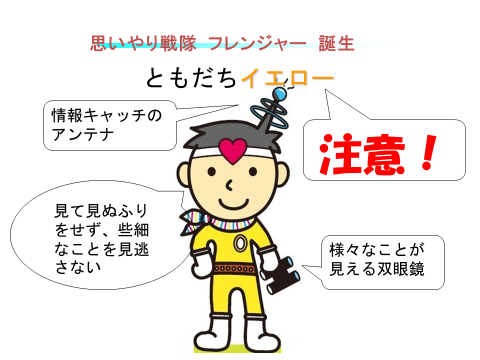 思いやり戦隊 フレンジャー 誕生
ともだちイエロー
情報キャッチの
アンテナ
注意！
見て見ぬふり
をせず、些細
なことを見逃
さない
様々なことが
見える双眼鏡